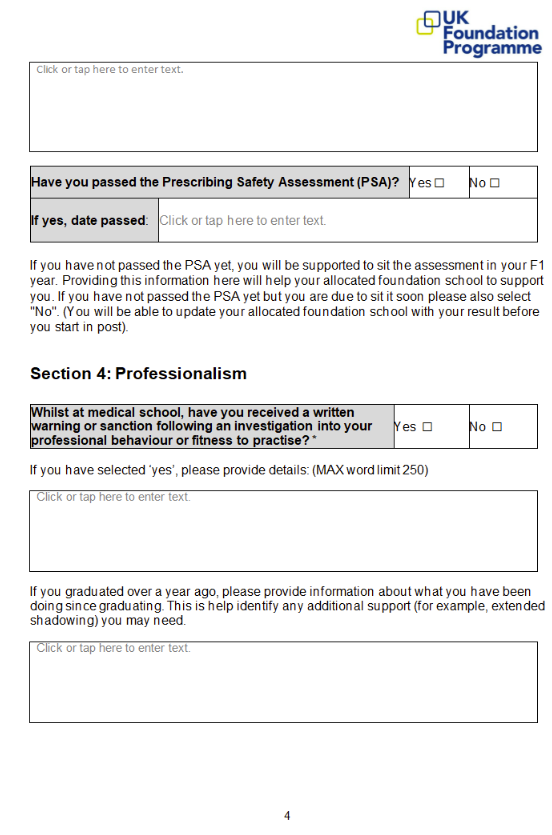 UK
Foundation
Programme
Click or tap here to enter text.
Have you passed the Prescribing Safety Assessment (PSA)? Yes ☐ No ☐
If yes, date passed: Click or tap here to enter text.
If you have not passed the PSA yet, you will be supported to sit the assessment in your F1
year. Providing this information here will help your allocated foundation school to support
you. If you have not passed the PSA yet but you are due to sit it soon please also select
"No". (You will be able to update your allocated foundation school with your result before
you start in post).
Section 4: Professionalism
Whilst at medical school, have you received a written
warning or sanction following an investigation into your
professional behaviour or fitness to practise? * Yes ☐ No ☐
If you have selected 'yes', please provide details: (MAX word limit 250)
Click or tap here to enter text.
If you graduated over a year ago, please provide information about what you have been
doing since graduating. This is help identify any additional support (for example, extended
shadowing) you may need.
Click or tap here to enter text.
4